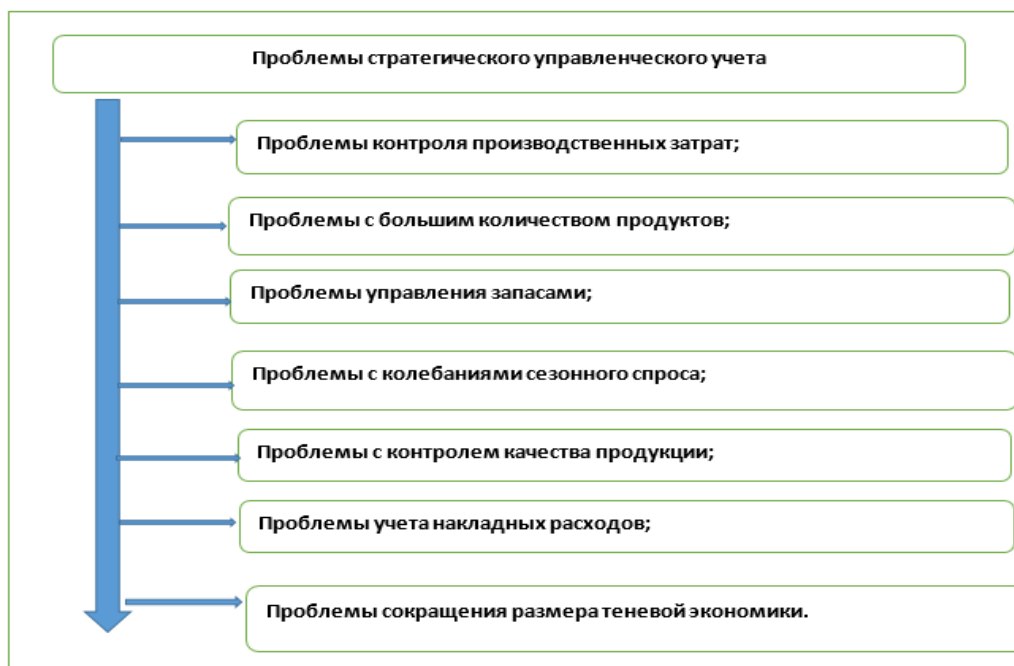 Проблемы стратегического управленческого учета
Проблемы контроля производственных затрат;
Проблемы с большим количеством продуктов;
Проблемы управления запасами;
Проблемы с колебаниями сезонного спроса;
Проблемы с контролем качества продукции;
Проблемы учета накладных расходов;
Проблемы сокращения размера теневой экономики.